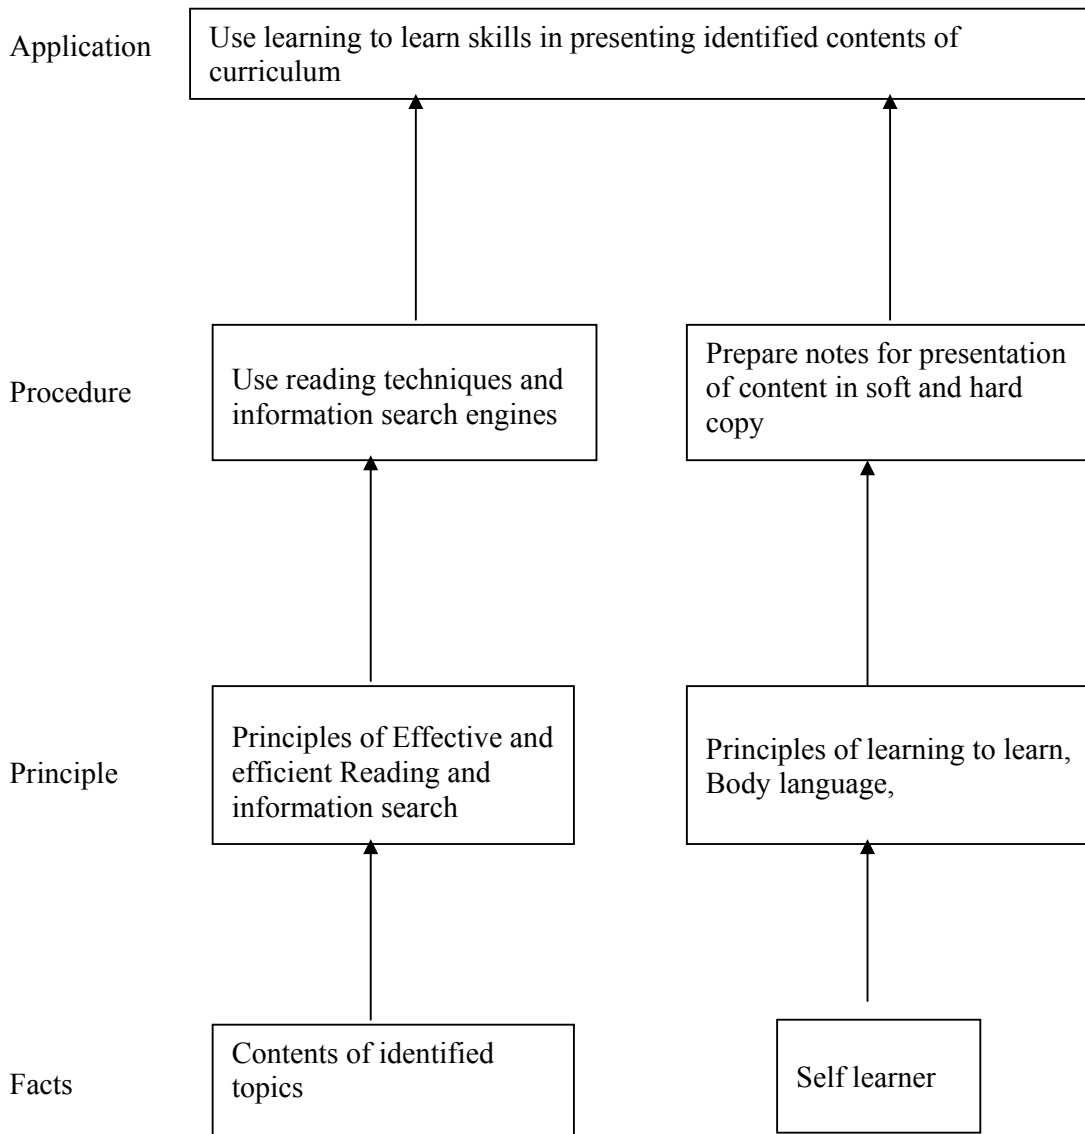 Application
Use learning to learn skills in presenting identified contents of
curriculum
Procedure
Use reading techniques and
information search engines
Prepare notes for presentation
of content in soft and hard
copy
Principle
Principles of Effective and
efficient Reading and
information search
Principles of learning to learn,
Body language,
Facts
Contents of identified
topics
Self learner